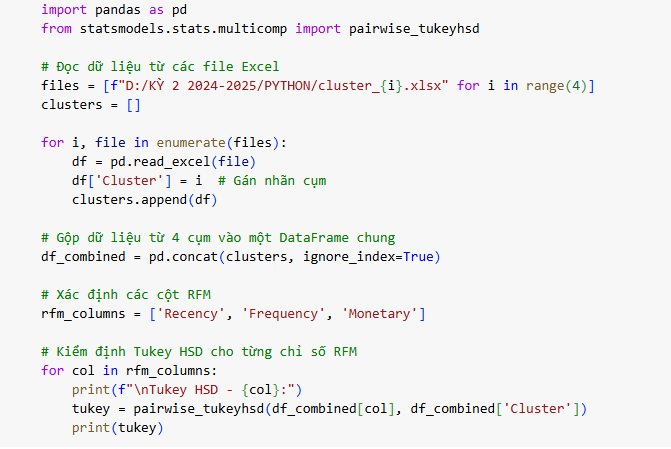 import pandas as pd
from statsmodels.stats.multicomp import pairwise_tukeyhsd

# Đọc dữ liệu từ các file Excel
files = [f"D:/KỲ 2 2024-2025/PYTHON/cluster_{i}.xlsx" for i in range(4)]
clusters = []

for i, file in enumerate(files):
    df = pd.read_excel(file)
    df['Cluster'] = i  # Gán nhãn cụm
    clusters.append(df)

# Gộp dữ liệu từ 4 cụm vào một DataFrame chung
df_combined = pd.concat(clusters, ignore_index=True)

# Xác định các cột RFM
rfm_columns = ['Recency', 'Frequency', 'Monetary']

# Kiểm định Tukey HSD cho từng chỉ số RFM
for col in rfm_columns:
    print(f"\nTukey HSD - {col}:")
    tukey = pairwise_tukeyhsd(df_combined[col], df_combined['Cluster'])
    print(tukey)